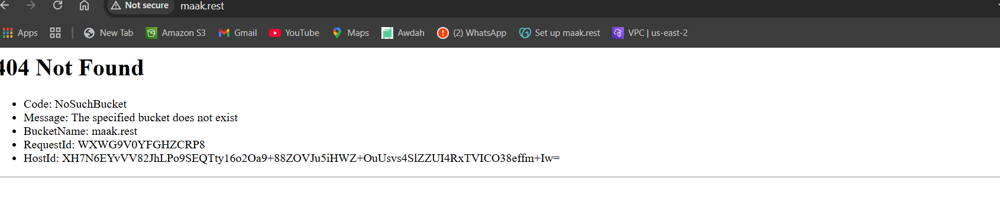 Not secure maak.rest
Apps New Tab Amazon S3 Gmail YouTube Maps Awdah (2) WhatsApp Set up maak.rest VPC | us-east-2
404 Not Found
Code: NoSuchBucket
Message: The specified bucket does not exist
BucketName: maak.rest
RequestId: WXWG9V0YFGHZCRP8
HostId: XH7N6EYvVV82JhLPo9SEQTty16o2Oa9+88ZOVJu5iHWZ+OuUsvs4SlZZUI4RxTVICO38effm+Iw=